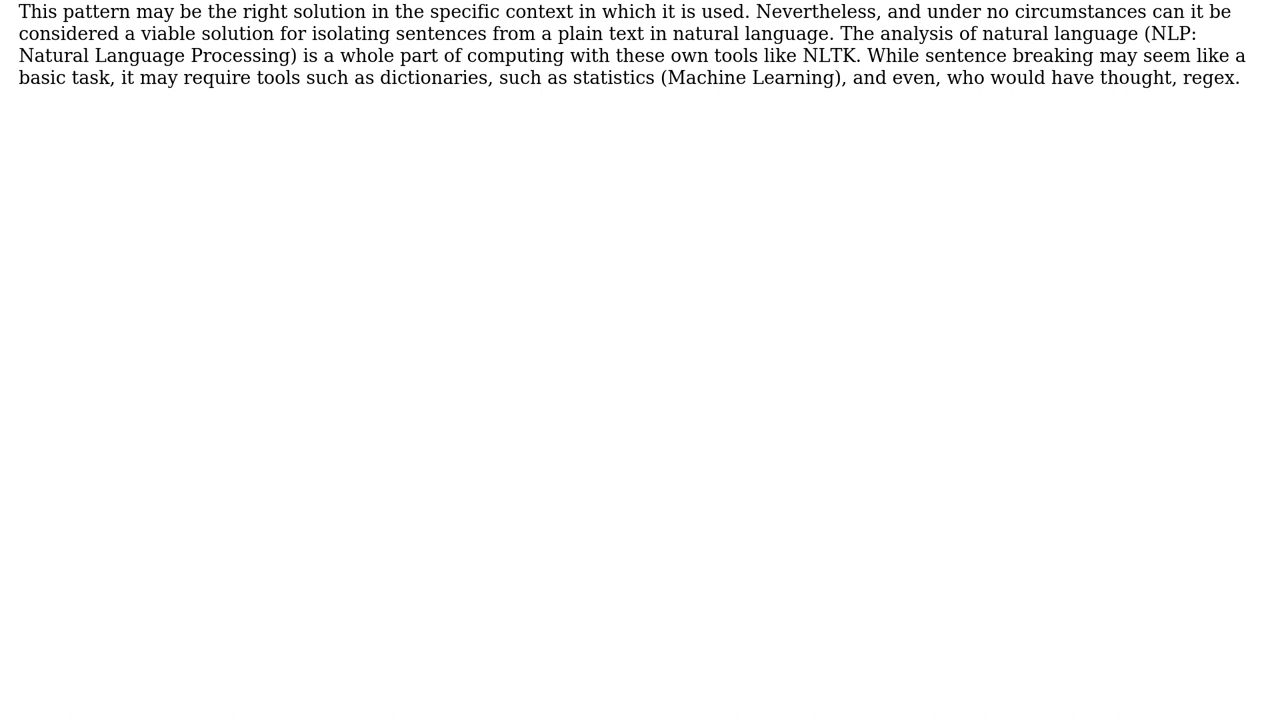 This pattern may be the right solution in the specific context in which it is used. Nevertheless, and under no circumstances can it be
considered a viable solution for isolating sentences from a plain text in natural language. The analysis of natural language (NLP:
Natural Language Processing) is a whole part of computing with these own tools like NLTK. While sentence breaking may seem like a
basic task, it may require tools such as dictionaries, such as statistics (Machine Learning), and even, who would have thought, regex.